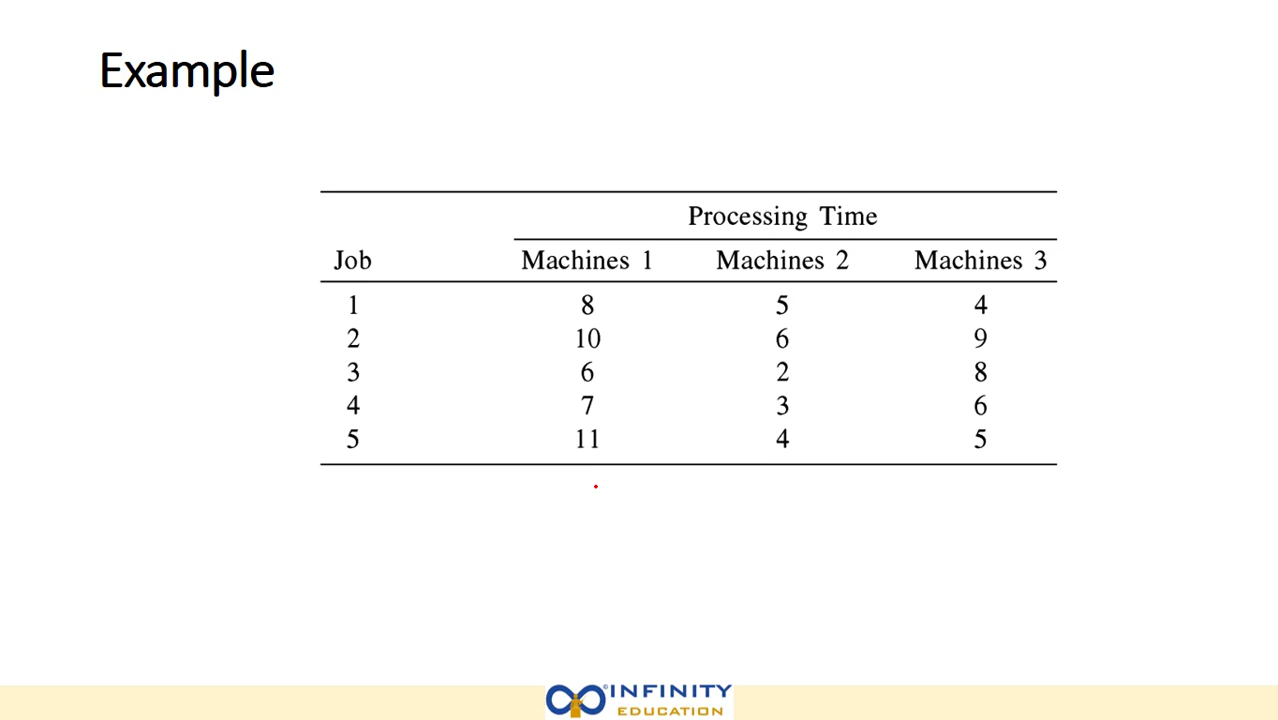 Example
Processing Time
Job Machines 1 Machines 2 Machines 3
1 8 5 4
2 10 6 9
3 6 2 8
4 7 3 6
5 11 4 5
©INFINITY
EDUCATION